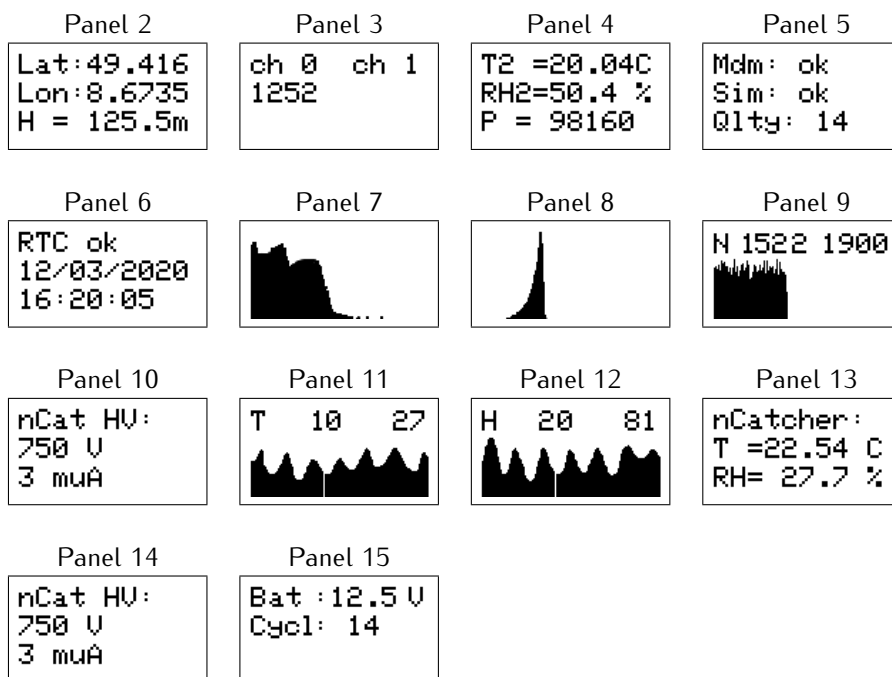 Panel 2
Lat:49.416
Lon:8.6735
H = 125.5m
Panel 3
ch 0 ch 1
1252
Panel 4
T2 =20.04C
RH2=50.4 %
P = 98160
Panel 5
Mdm: ok
Sim: ok
Qlty: 14
Panel 6
RTC ok
12/03/2020
16:20:05
Panel 7
Panel 8
Panel 9
N 1522 1900
Panel 10
nCat HV:
750 V
3 muA
Panel 11
T 10 27
Panel 12
H 20 81
Panel 13
nCatcher:
T =22.54 C
RH= 27.7 %
Panel 14
nCat HV:
750 V
3 muA
Panel 15
Bat :12.5 V
Cycl: 14